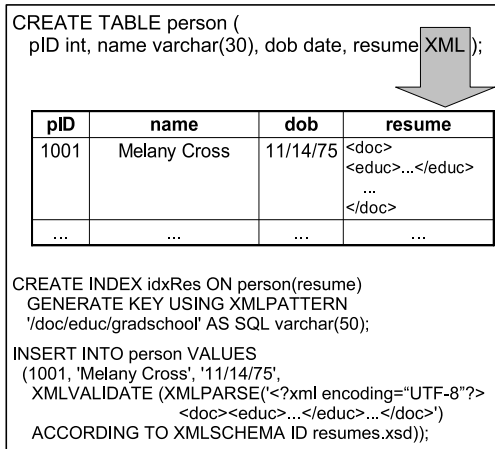 CREATE TABLE person (
pID int, name varchar(30), dob date, resume XML );
pID name dob resume
1001 Melany Cross 11/14/75 <doc>
<educ>...</educ>
...
</doc>
... ... ... ...
CREATE INDEX idxRes ON person(resume)
GENERATE KEY USING XMLPATTERN
'/doc/educ/gradschool' AS SQL varchar(50);
INSERT INTO person VALUES
(1001, 'Melany Cross', '11/14/75',
XMLVALIDATE (XMLPARSE('<?xml encoding=“UTF-8”?>
<doc><educ>...</educ>...</doc>')
ACCORDING TO XMLSCHEMA ID resumes.xsd));